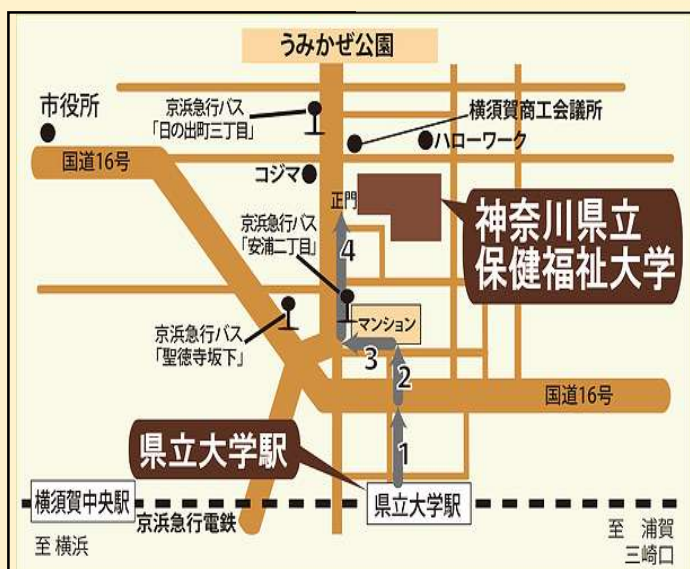 うみかぜ公園
市役所
京浜急行バス
「日の出町三丁目」
横須賀商工会議所
ハローワーク
国道16号
コジマ
正門
神奈川県立
保健福祉大学
京浜急行バス
「安浦二丁目」
4
マンション
京浜急行バス
「聖徳寺坂下」
3
2
国道16号
県立大学駅
1
横須賀中央駅
京浜急行電鉄
県立大学駅
至 横浜
至 浦賀
三崎口